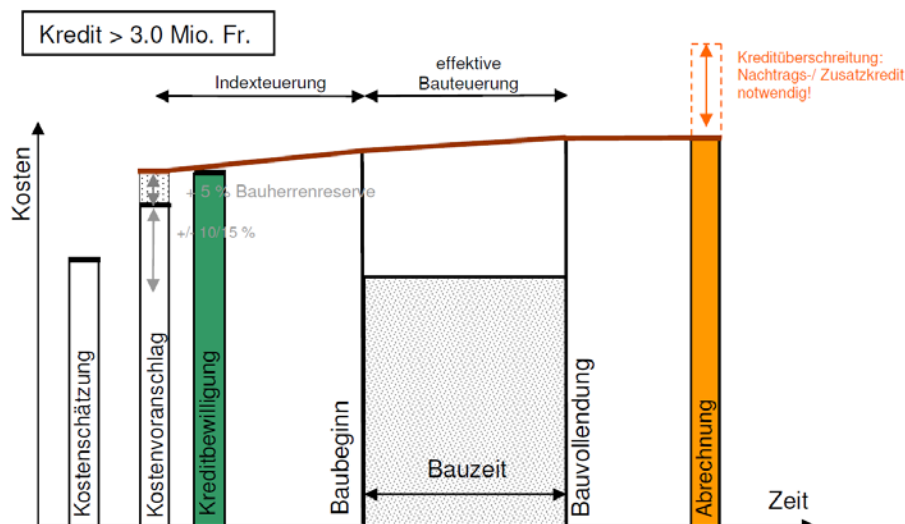 Kredit > 3.0 Mio. Fr.
Indexteuerung
effektive
Bauteuerung
Kreditüberschreitung:
Nachtrags-/ Zusatzkredit
notwendig!
Kosten
+ 5 % Bauherrenreserve
+/- 10/15 %
Kostenschätzung
Kostenvoranschlag
Kreditbewilligung
Baubeginn
Bauzeit
Bauvollendung
Abrechnung
Zeit